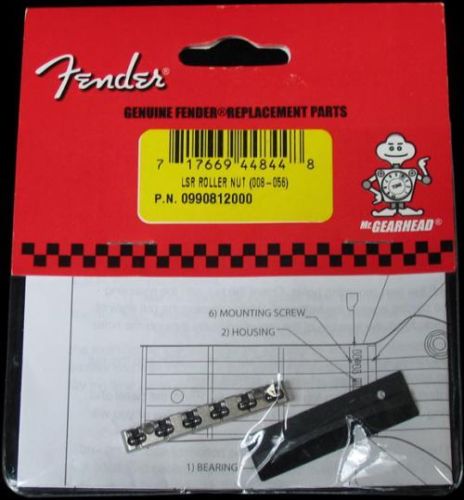 Fender®
GENUINE FENDER® REPLACEMENT PARTS
7 17669 44844 8
LSR ROLLER NUT (008-056)
P.N. 0990812000
TONE
Mr. GEARHEAD®
6) MOUNTING SCREW
2) HOUSING
1) BEARING